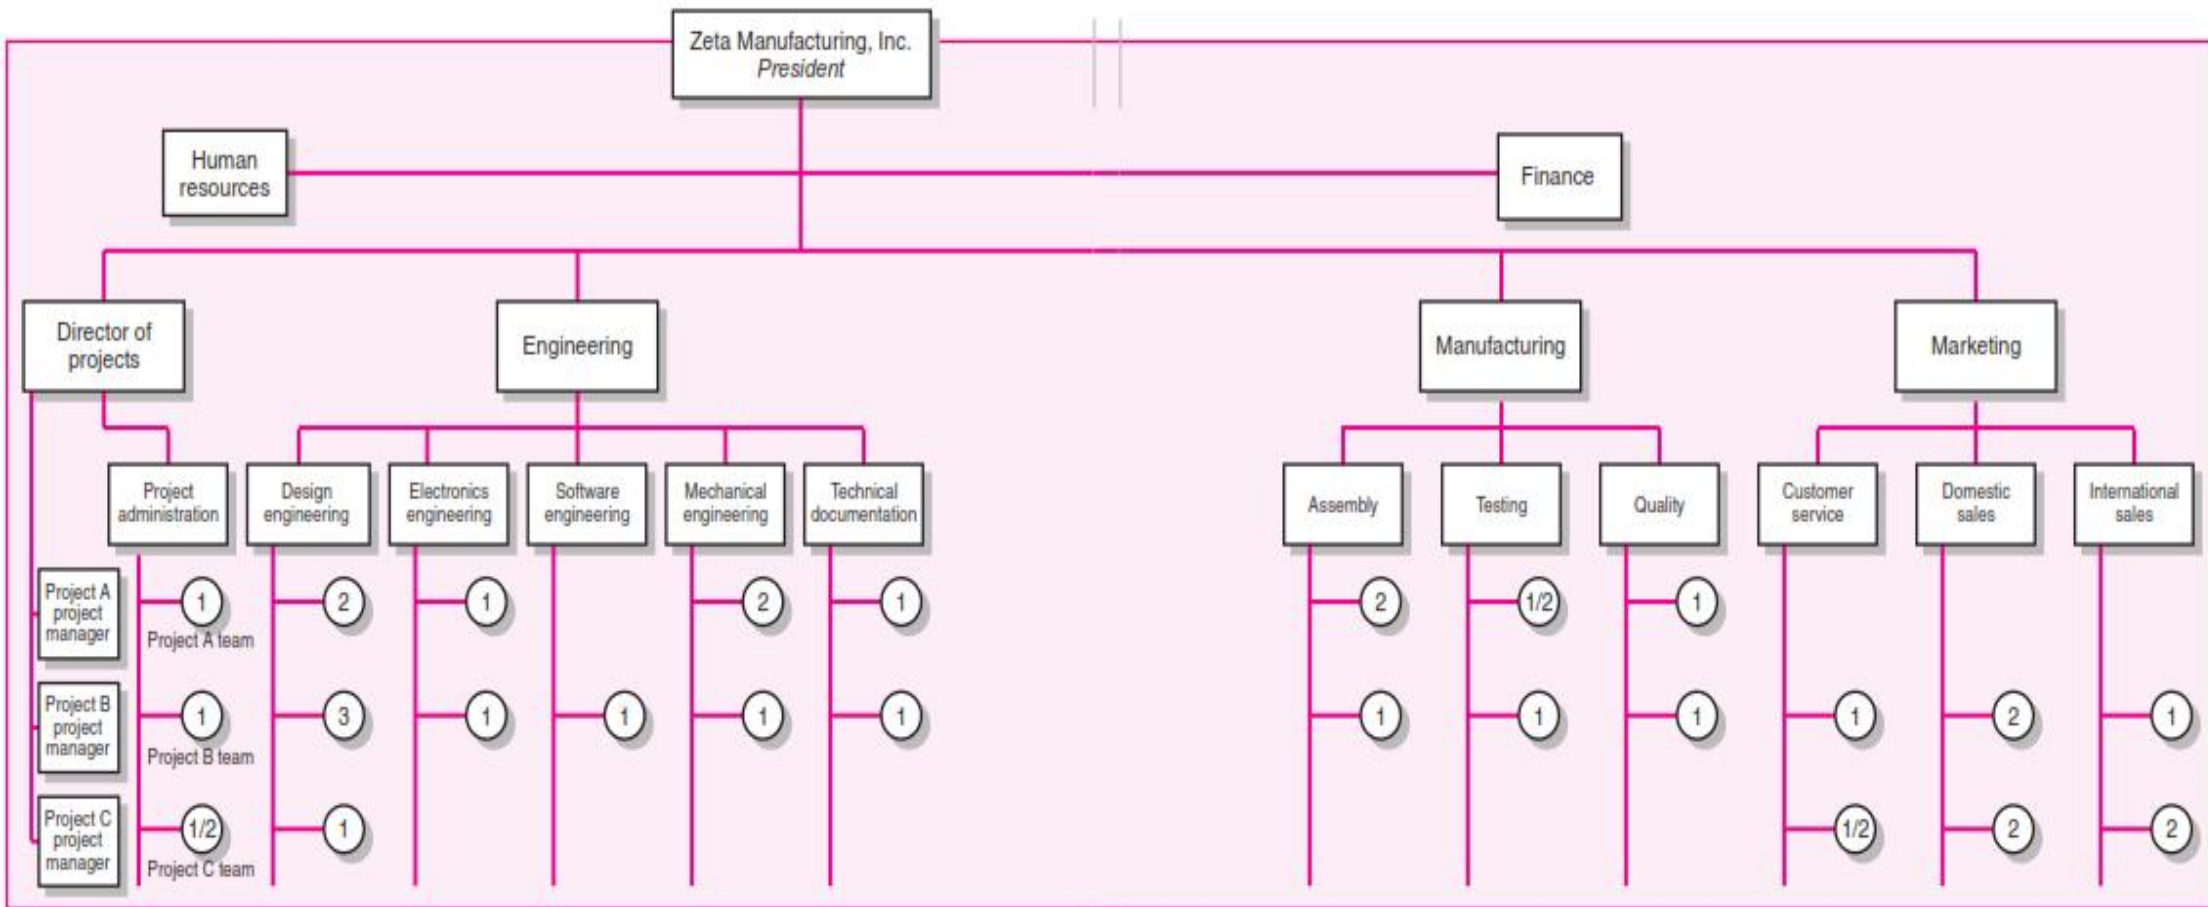 Zeta Manufacturing, Inc.
President
Human
resources
Finance
Director of
projects
Engineering
Manufacturing
Marketing
Project
administration
Design
engineering
Electronics
engineering
Software
engineering
Mechanical
engineering
Technical
documentation
Assembly
Testing
Quality
Customer
service
Domestic
sales
International
sales
Project A
project
manager
1
2
1
2
1
2
1/2
1
Project A team
Project B
project
manager
1
3
1
1
1
1
1
1
1
1
2
1
Project B team
Project C
project
manager
1/2
1
1/2
2
2
Project C team